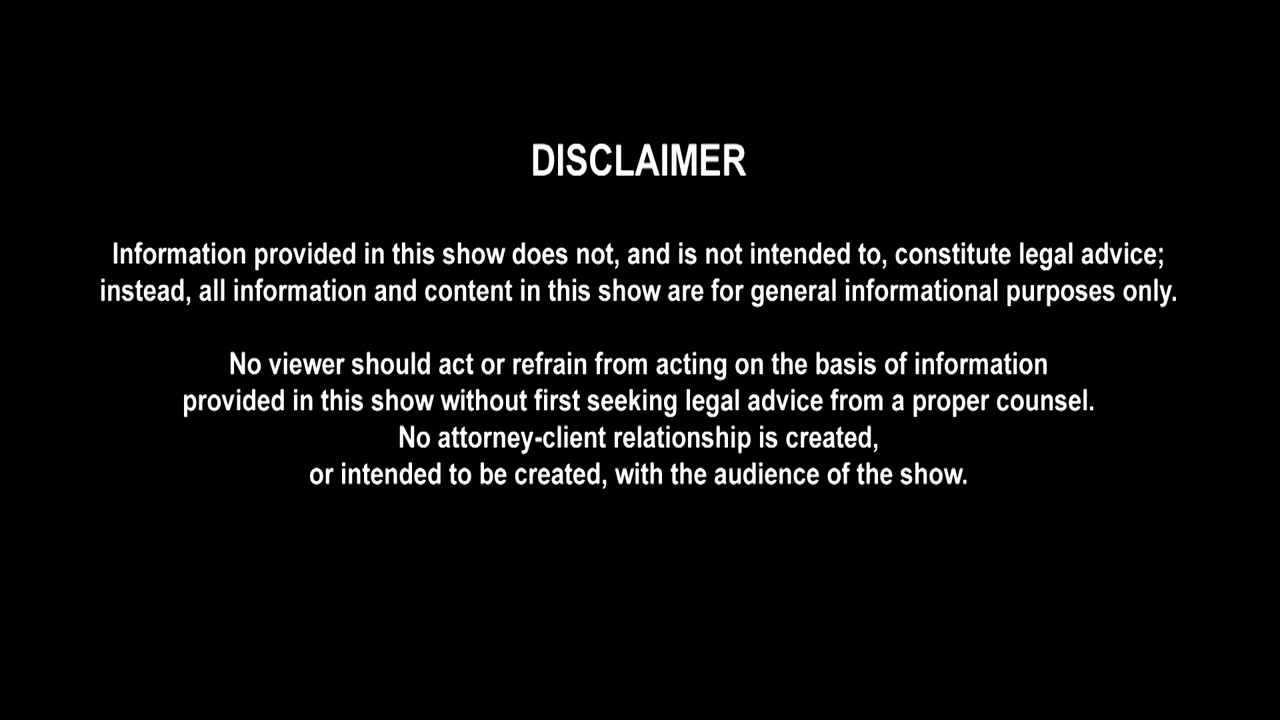 DISCLAIMER
Information provided in this show does not, and is not intended to, constitute legal advice;
instead, all information and content in this show are for general informational purposes only.
No viewer should act or refrain from acting on the basis of information
provided in this show without first seeking legal advice from a proper counsel.
No attorney-client relationship is created,
or intended to be created, with the audience of the show.